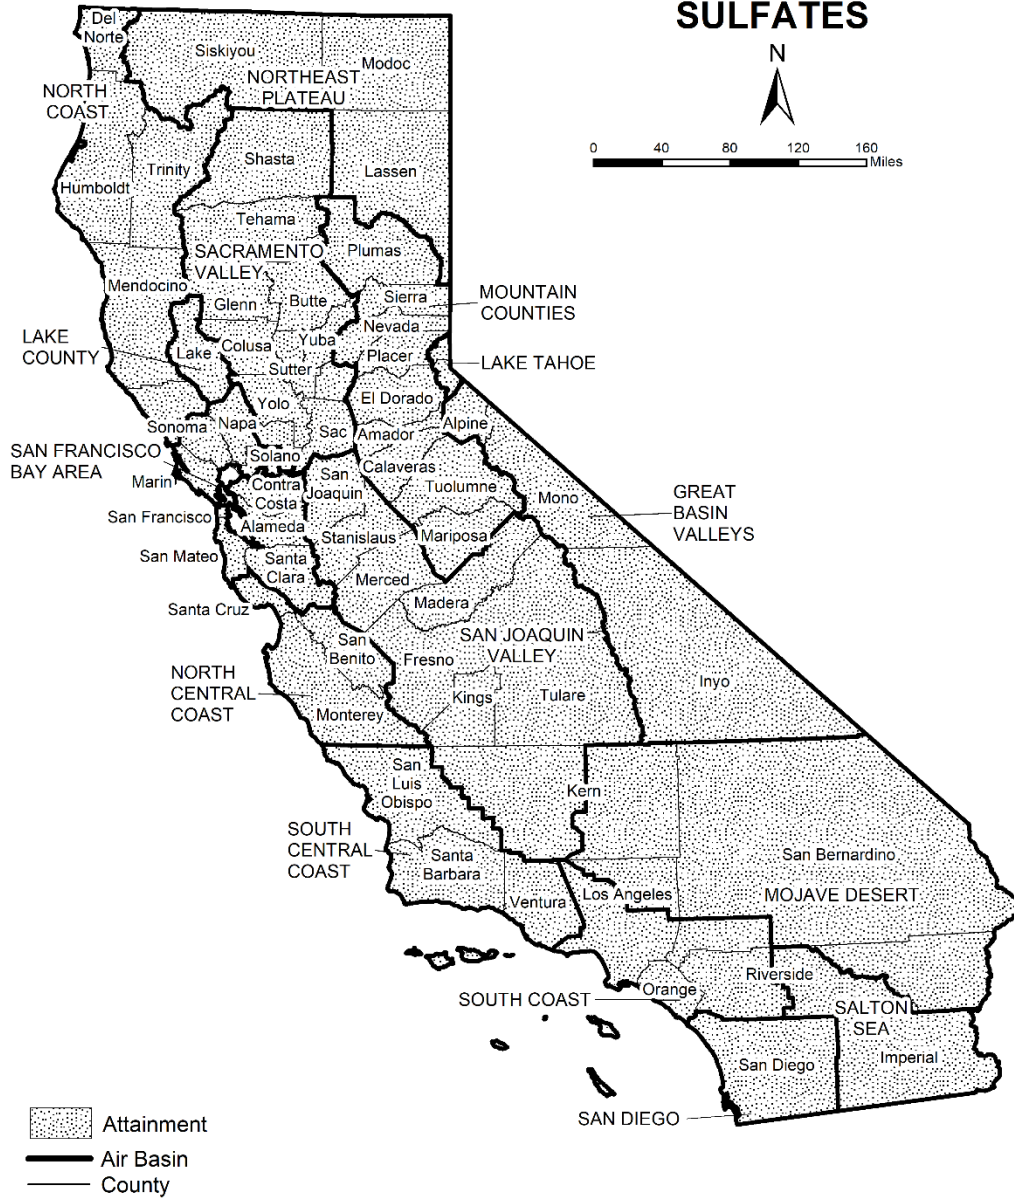 SULFATES
N
0 40 80 120 160
Miles
Del
Norte
Siskiyou
Modoc
NORTHEAST
PLATEAU
NORTH
COAST
Shasta
Trinity
Lassen
Humboldt
Tehama
SACRAMENTO
VALLEY
Plumas
Mendocino
Glenn
Butte
Sierra
MOUNTAIN
COUNTIES
Nevada
LAKE
COUNTY
Lake
Colusa
Yuba
Placer
LAKE TAHOE
Sutter
El Dorado
Yolo
Sonoma
Napa
Sac
Amador
Alpine
SAN FRANCISCO
BAY AREA
Solano
Marin
Contra
Costa
San
Joaquin
Calaveras
Tuolumne
Mono
GREAT
BASIN
VALLEYS
San Francisco
Alameda
Stanislaus
Mariposa
San Mateo
Santa
Clara
Merced
Santa Cruz
Madera
SAN JOAQUIN
VALLEY
San
Benito
Fresno
NORTH
CENTRAL
COAST
Kings
Tulare
Inyo
Monterey
San
Luis
Obispo
Kern
SOUTH
CENTRAL
COAST
Santa
Barbara
San Bernardino
MOJAVE DESERT
Ventura
Los Angeles
Riverside
Orange
SOUTH COAST
SALTON
SEA
San Diego
Imperial
SAN DIEGO
Attainment
Air Basin
County